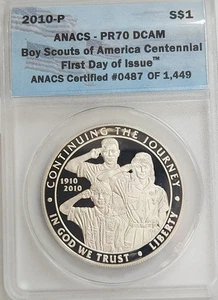 2010-P S$1
ANACS - PR70 DCAM
Boy Scouts of America Centennial
First Day of Issue™
ANACS Certified #0487 OF 1,449
CONTINUING THE JOURNEY
1910
2010
IN GOD WE TRUST • LIBERTY